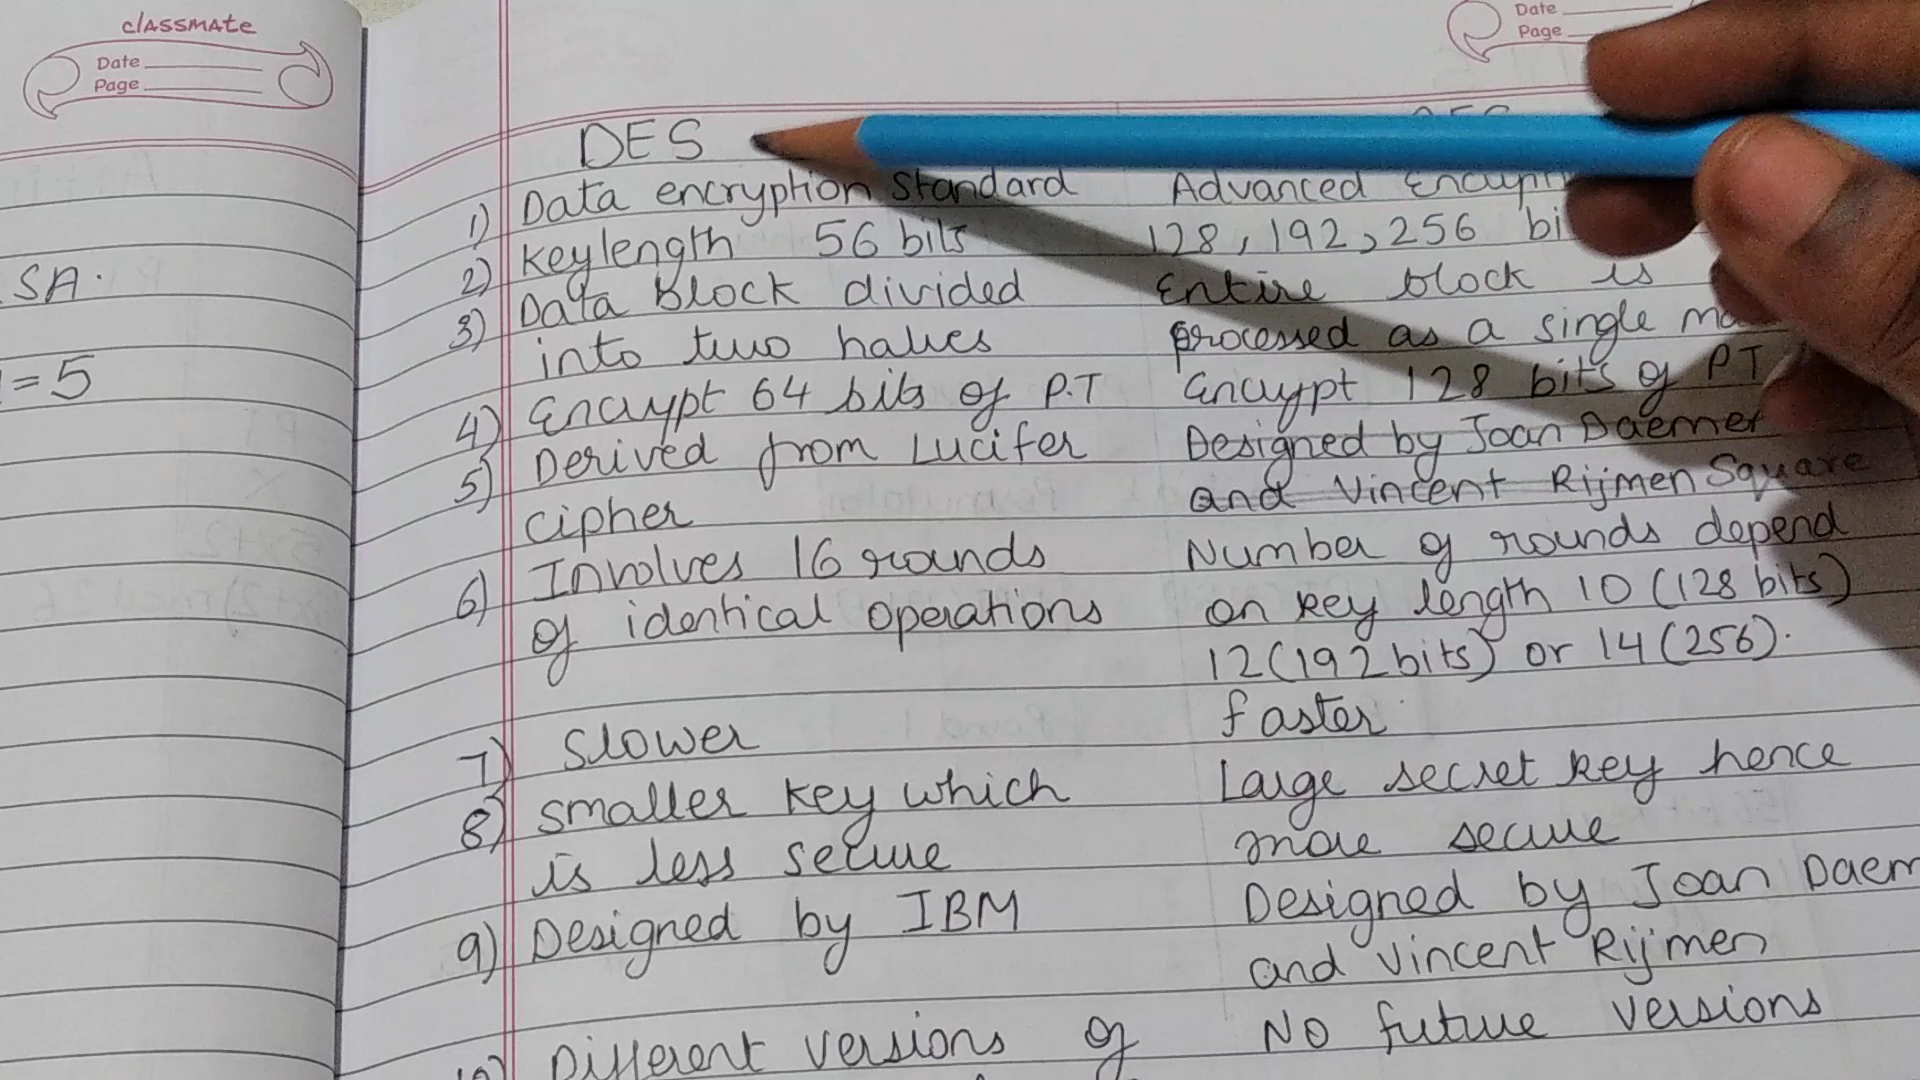 classmate
Date
Page
SA.
= 5
Date
Page
DES
1) Data encryption Standard Advanced
2) Key length 56 bits 128, 192, 256
3) Data Block divided Entire block is
into two halves processed as a single
4) Encrypt 64 bits of P.T Encrypt 128 bits of PT
5) Derived from Lucifer Designed by Joan Daemen
cipher and Vincent Rijmen Square
6) Involves 16 rounds Number of rounds depend
of identical operations on key length 10 (128 bits)
12 (192 bits) or 14 (256).
7) Slower faster
8) smaller key which Large secret key hence
is less secure more secure
9) Designed by IBM Designed by Joan
and Vincent Rijmen
10) Different versions of No future versions